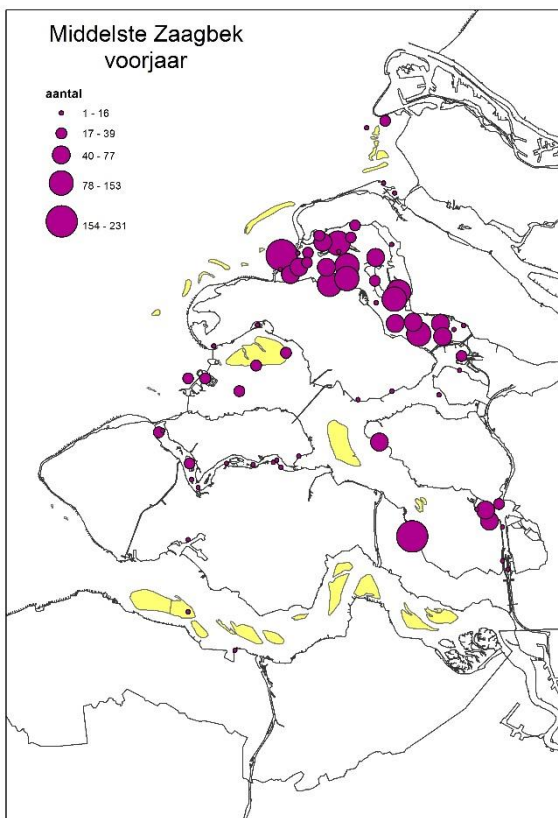 Middelste Zaagbek
voorjaar
aantal
1 - 16
17 - 39
40 - 77
78 - 153
154 - 231